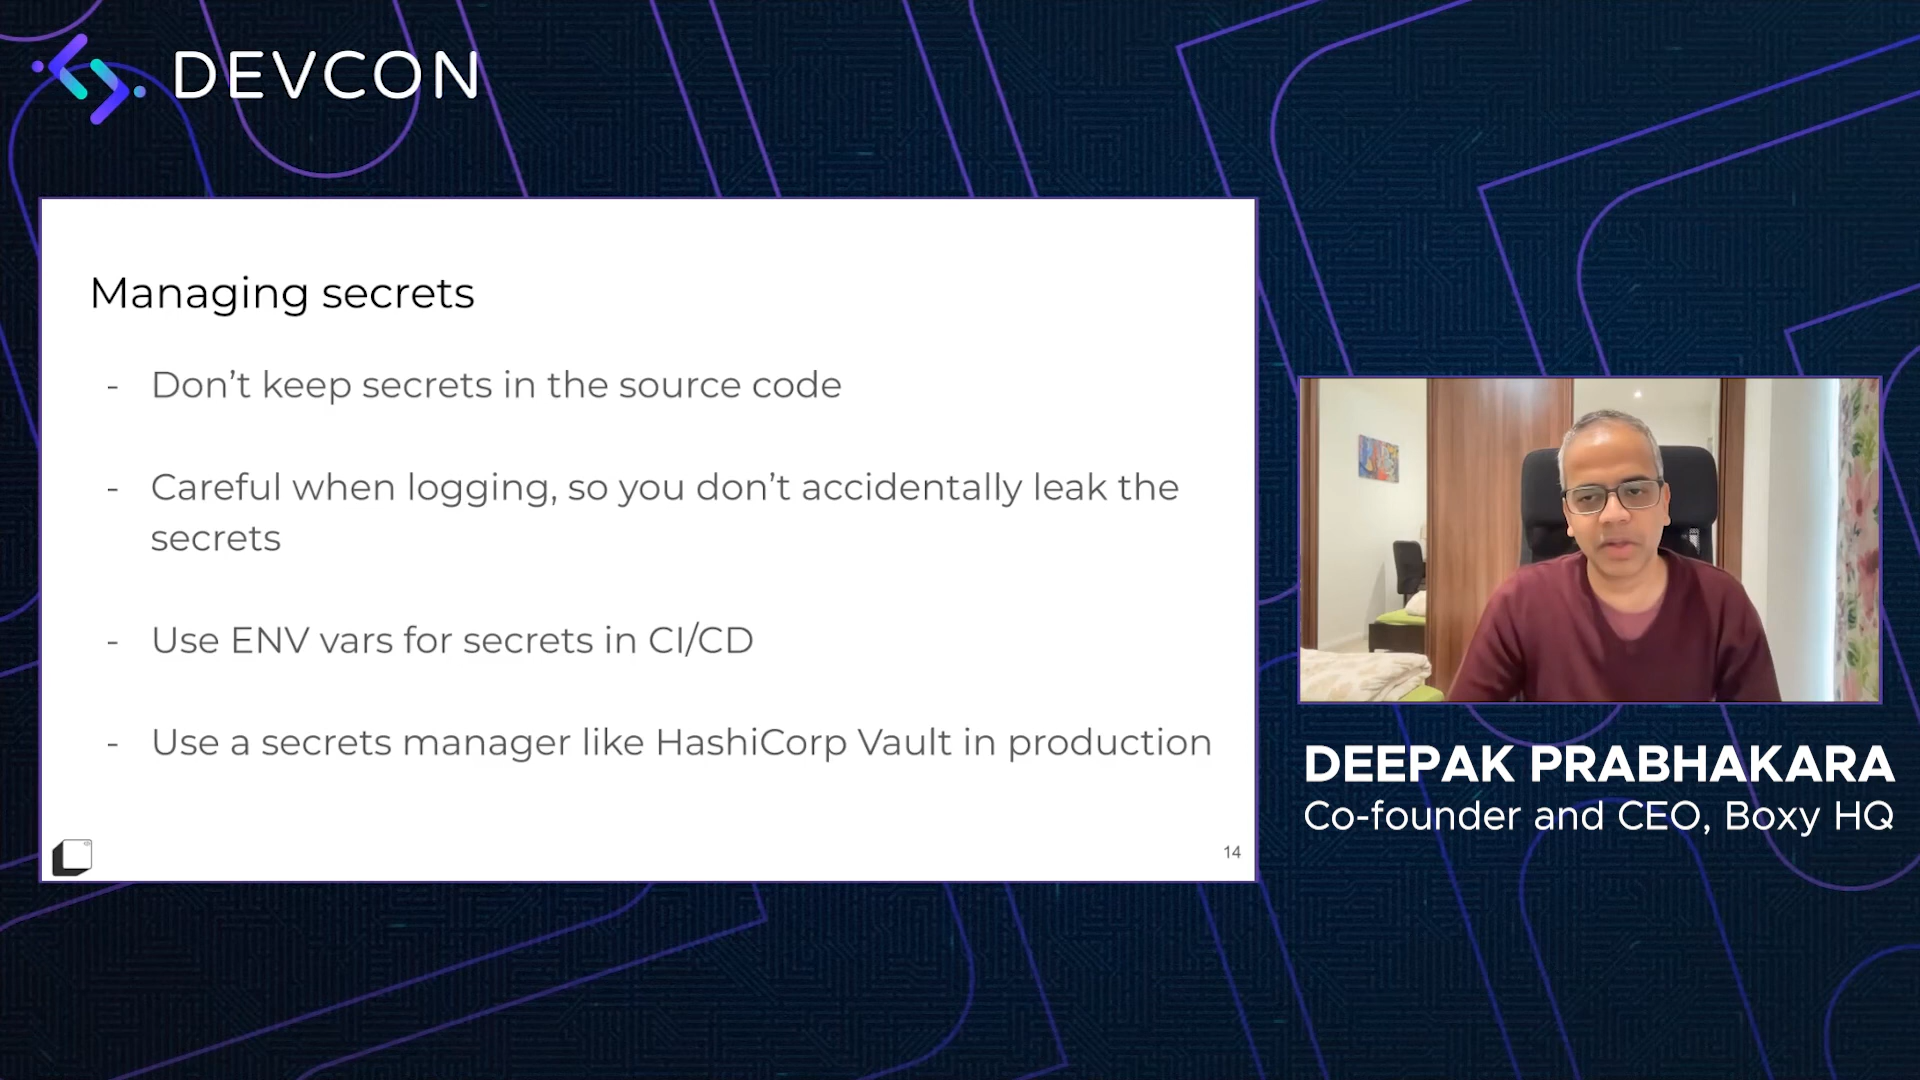 DEVCON
Managing secrets
- Don’t keep secrets in the source code
- Careful when logging, so you don’t accidentally leak the
secrets
- Use ENV vars for secrets in CI/CD
- Use a secrets manager like HashiCorp Vault in production
14
DEEPAK PRABHAKARA
Co-founder and CEO, Boxy HQ